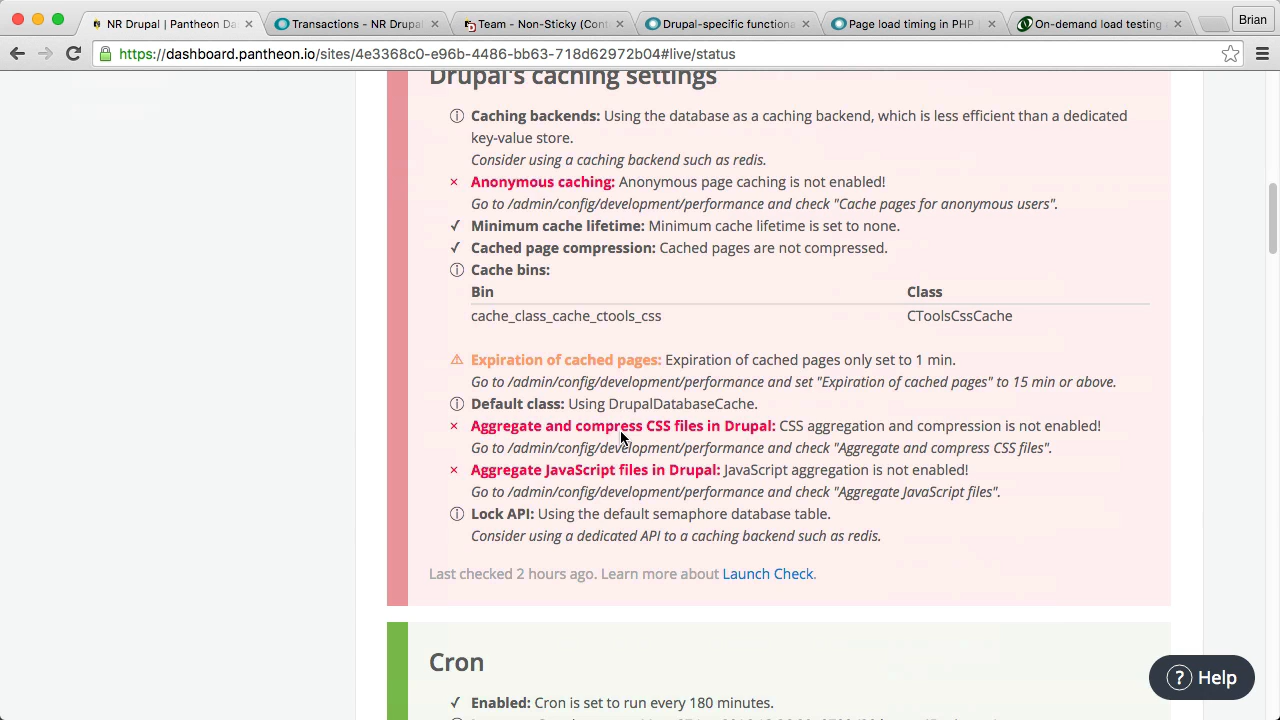 NR Drupal | Pantheon Da
Transactions - NR Drupal
Team - Non-Sticky (Cont
Drupal-specific functiona
Page load timing in PHP
On-demand load testing
Brian
https://dashboard.pantheon.io/sites/4e3368c0-e96b-4486-bb63-718d62972b04#live/status
Drupal's caching settings
Caching backends: Using the database as a caching backend, which is less efficient than a dedicated
key-value store.
Consider using a caching backend such as redis.
× Anonymous caching: Anonymous page caching is not enabled!
Go to /admin/config/development/performance and check "Cache pages for anonymous users".
✓ Minimum cache lifetime: Minimum cache lifetime is set to none.
✓ Cached page compression: Cached pages are not compressed.
Cache bins:
Bin Class
cache_class_cache_ctools_css CToolsCssCache
Expiration of cached pages: Expiration of cached pages only set to 1 min.
Go to /admin/config/development/performance and set "Expiration of cached pages" to 15 min or above.
Default class: Using DrupalDatabaseCache.
× Aggregate and compress CSS files in Drupal: CSS aggregation and compression is not enabled!
Go to /admin/config/development/performance and check "Aggregate and compress CSS files".
× Aggregate JavaScript files in Drupal: JavaScript aggregation is not enabled!
Go to /admin/config/development/performance and check "Aggregate JavaScript files".
Lock API: Using the default semaphore database table.
Consider using a dedicated API to a caching backend such as redis.
Last checked 2 hours ago. Learn more about Launch Check.
Cron
✓ Enabled: Cron is set to run every 180 minutes.
? Help